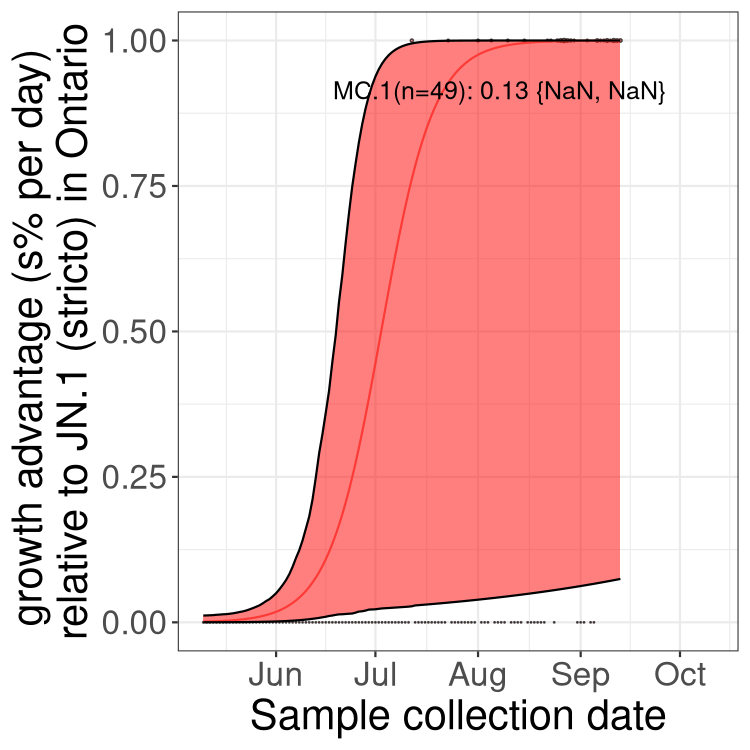 growth advantage (s% per day)
relative to JN.1 (stricto) in Ontario
1.00
0.75
0.50
0.25
0.00
MC.1(n=49): 0.13 {NaN, NaN}
Jun Jul Aug Sep Oct
Sample collection date